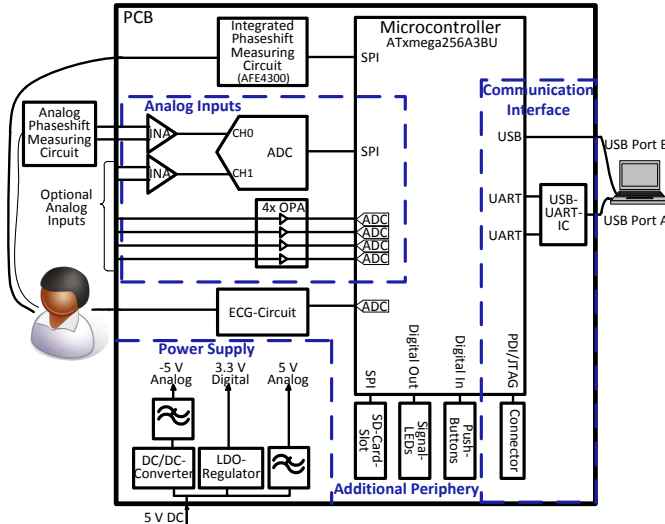 PCB
Integrated
Phaseshift
Measuring
Circuit
(AFE4300)
Microcontroller
ATxmega256A3BU
SPI
Communication
Interface
Analog Inputs
Analog
Phaseshift
Measuring
Circuit
INA
CH0
ADC
SPI
INA
CH1
USB
USB Port B
Optional
Analog
Inputs
4x OPA
ADC
ADC
ADC
ADC
UART
UART
USB-
UART-
IC
USB Port A
ECG-Circuit
ADC
Power Supply
-5 V
Analog
3.3 V
Digital
5 V
Analog
DC/DC-
Converter
LDO-
Regulator
5 V DC
SPI
Digital Out
Digital In
PDI/JTAG
SD-Card-
Slot
Signal-
LEDs
Push-
Buttons
Connector
Additional Periphery